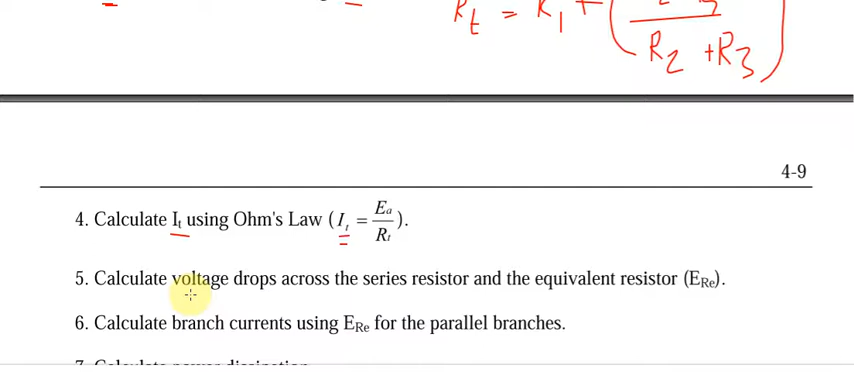 R_t = R_1 + (
R_2 + R_3 )
4-9
4. Calculate I_t using Ohm's Law ( I_t = E_a / R_t ).
5. Calculate voltage drops across the series resistor and the equivalent resistor (E_Re).
6. Calculate branch currents using E_Re for the parallel branches.